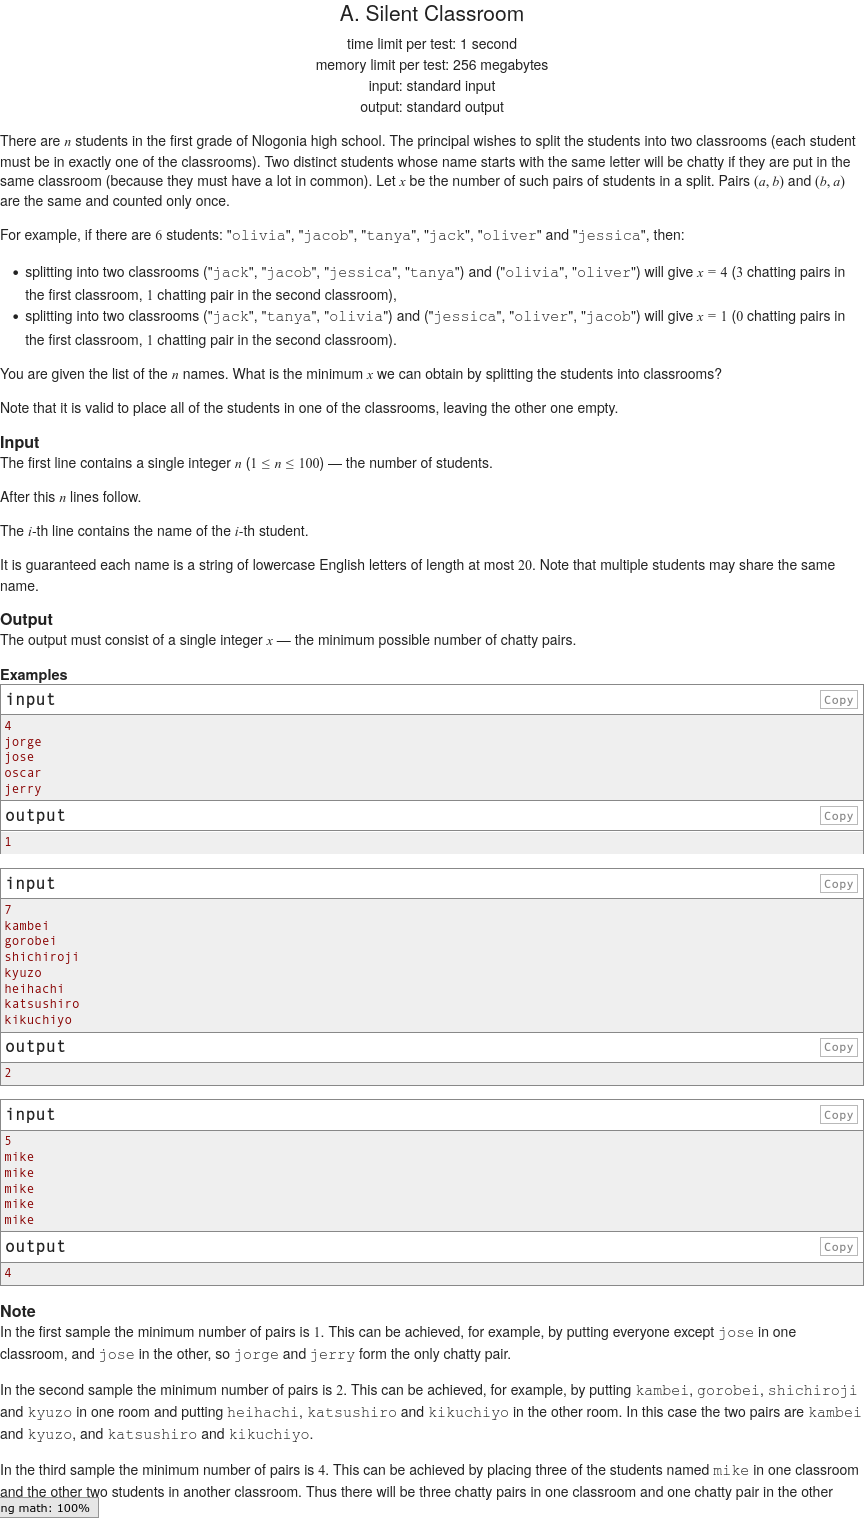 A. Silent Classroom
time limit per test: 1 second
memory limit per test: 256 megabytes
input: standard input
output: standard output
There are n students in the first grade of Nlogonia high school. The principal wishes to split the students into two classrooms (each student
must be in exactly one of the classrooms). Two distinct students whose name starts with the same letter will be chatty if they are put in the
same classroom (because they must have a lot in common). Let x be the number of such pairs of students in a split. Pairs (a, b) and (b, a)
are the same and counted only once.
For example, if there are 6 students: "olivia", "jacob", "tanya", "jack", "oliver" and "jessica", then:
• splitting into two classrooms ("jack", "jacob", "jessica", "tanya") and ("olivia", "oliver") will give x = 4 (3 chatting pairs in
the first classroom, 1 chatting pair in the second classroom),
• splitting into two classrooms ("jack", "tanya", "olivia") and ("jessica", "oliver", "jacob") will give x = 1 (0 chatting pairs in
the first classroom, 1 chatting pair in the second classroom).
You are given the list of the n names. What is the minimum x we can obtain by splitting the students into classrooms?
Note that it is valid to place all of the students in one of the classrooms, leaving the other one empty.
Input
The first line contains a single integer n (1 ≤ n ≤ 100) — the number of students.
After this n lines follow.
The i-th line contains the name of the i-th student.
It is guaranteed each name is a string of lowercase English letters of length at most 20. Note that multiple students may share the same
name.
Output
The output must consist of a single integer x — the minimum possible number of chatty pairs.
Examples
input Copy
4
jorge
jose
oscar
jerry
output Copy
1
input Copy
7
kambei
gorobei
shichiroji
kyuzo
heihachi
katsushiro
kikuchiyo
output Copy
2
input Copy
5
mike
mike
mike
mike
mike
output Copy
4
Note
In the first sample the minimum number of pairs is 1. This can be achieved, for example, by putting everyone except jose in one
classroom, and jose in the other, so jorge and jerry form the only chatty pair.
In the second sample the minimum number of pairs is 2. This can be achieved, for example, by putting kambei, gorobei, shichiroji
and kyuzo in one room and putting heihachi, katsushiro and kikuchiyo in the other room. In this case the two pairs are kambei
and kyuzo, and katsushiro and kikuchiyo.
In the third sample the minimum number of pairs is 4. This can be achieved by placing three of the students named mike in one classroom
and the other two students in another classroom. Thus there will be three chatty pairs in one classroom and one chatty pair in the other
ng math: 100%